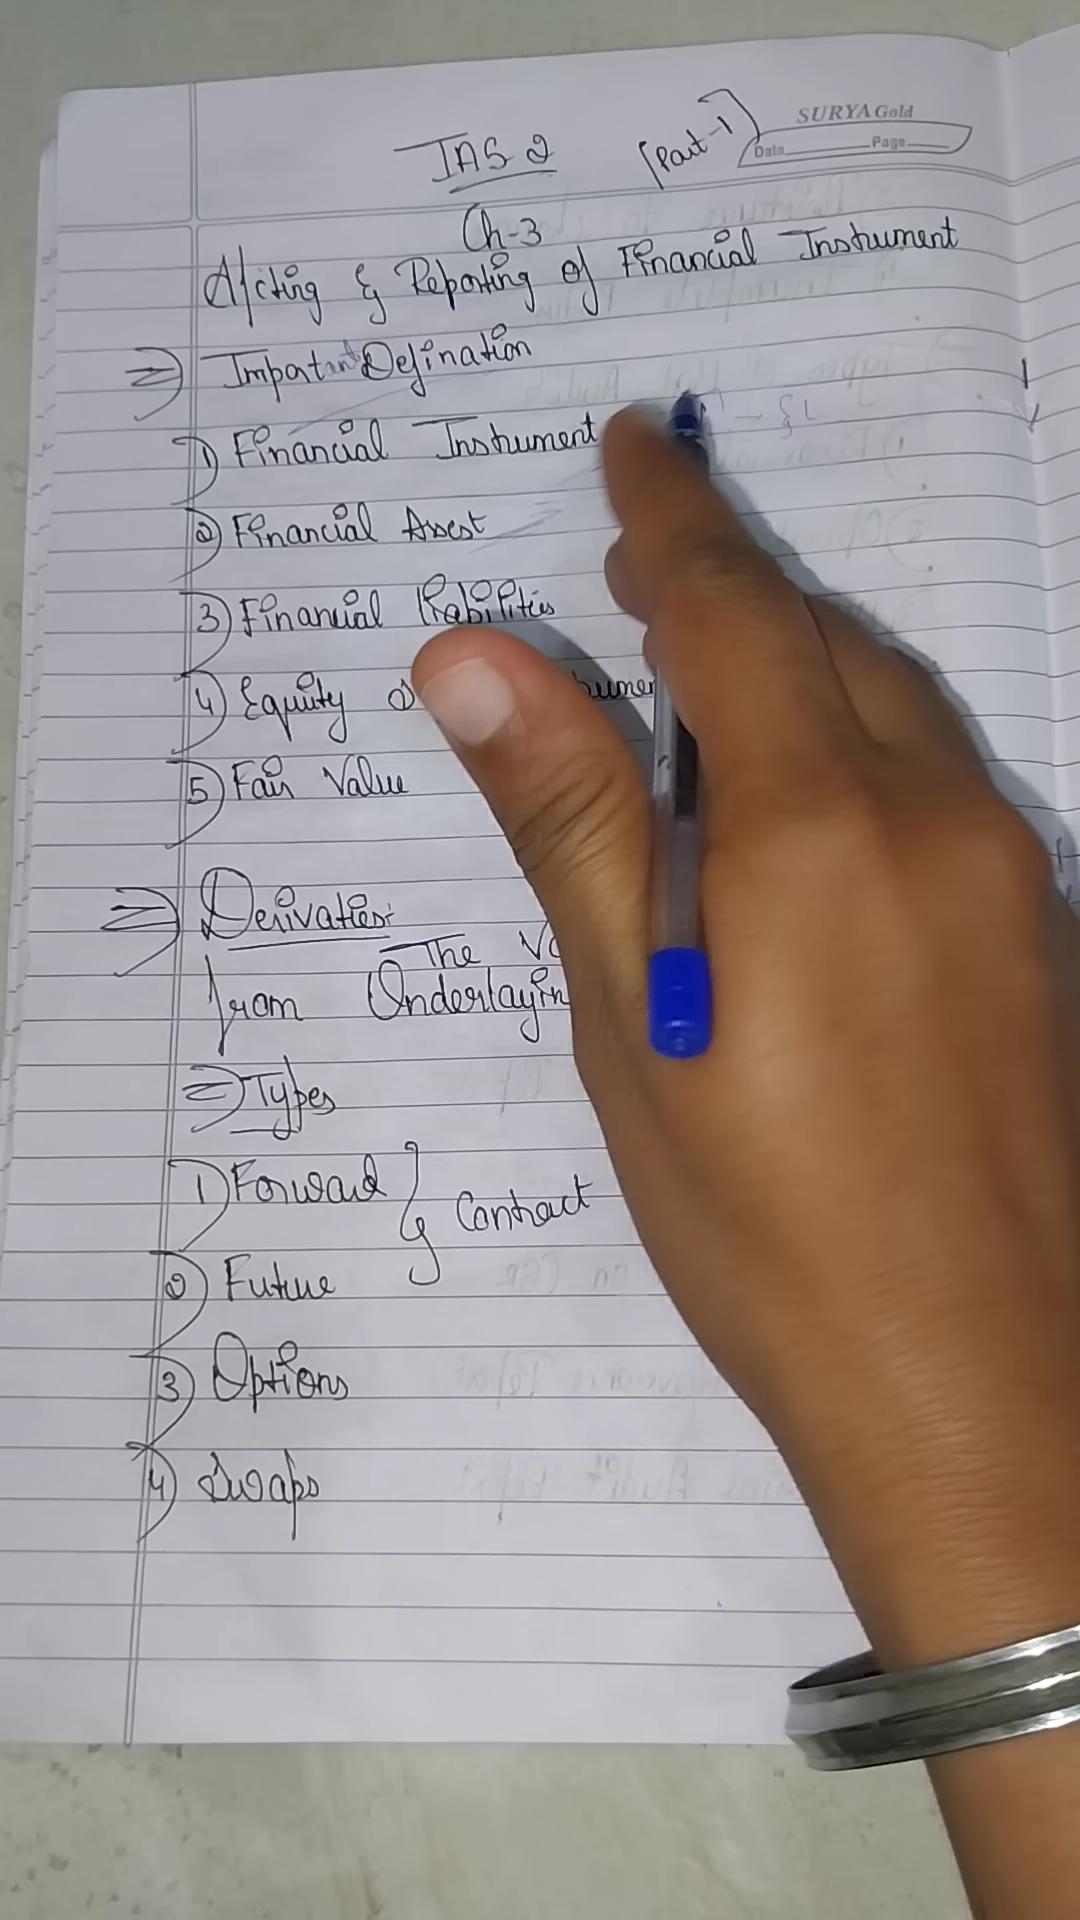 SURYA Gold
Date Page
IAS 2 [Part-1]
Ch-3
A/cting & Reporting of Financial Instrument
⇒ Important Defination
1) Financial Instrument
2) Financial Assest
3) Financial liabilities
4) Equity
5) Fair Value
⇒ Derivaties:
The
from Underlayin
⇒ Types
1) Forward } Contract
2) Future
3) Options
4) Swaps